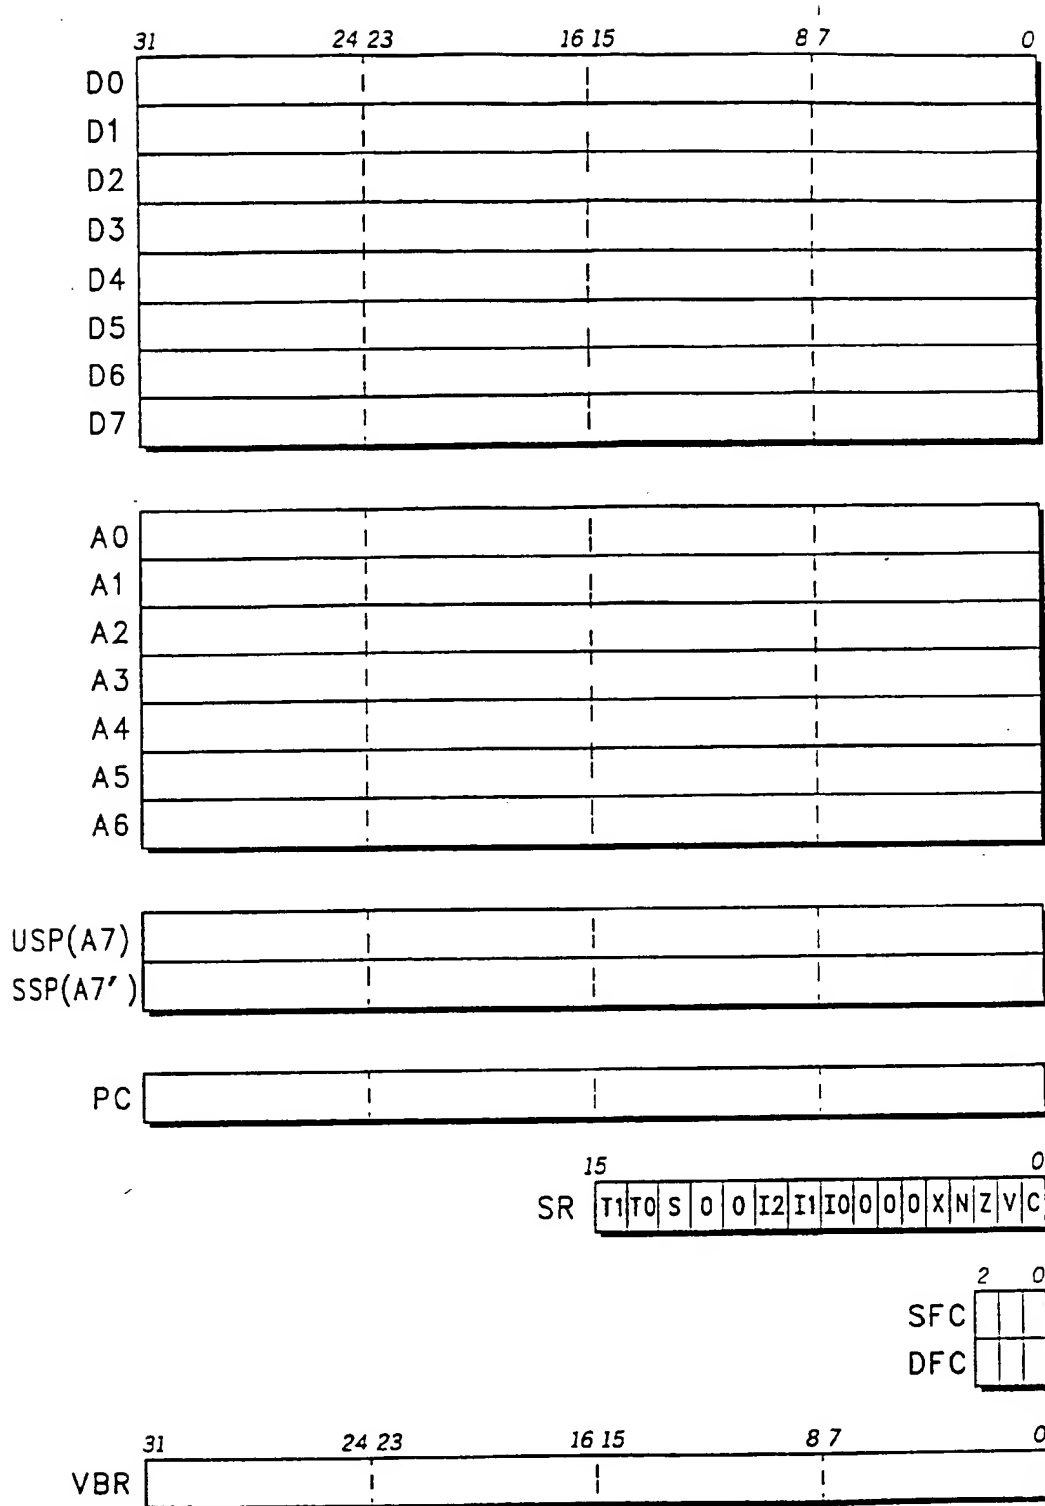 31 24 23 16 15 8 7 0
D0
D1
D2
D3
D4
D5
D6
D7
A0
A1
A2
A3
A4
A5
A6
USP(A7)
SSP(A7′)
PC
15 0
SR T1 T0 S 0 0 I2 I1 I0 0 0 0 X N Z V C
2 0
SFC
DFC
31 24 23 16 15 8 7 0
VBR